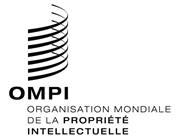 OMPI
ORGANISATION MONDIALE
DE LA PROPRIÉTÉ
INTELLECTUELLE